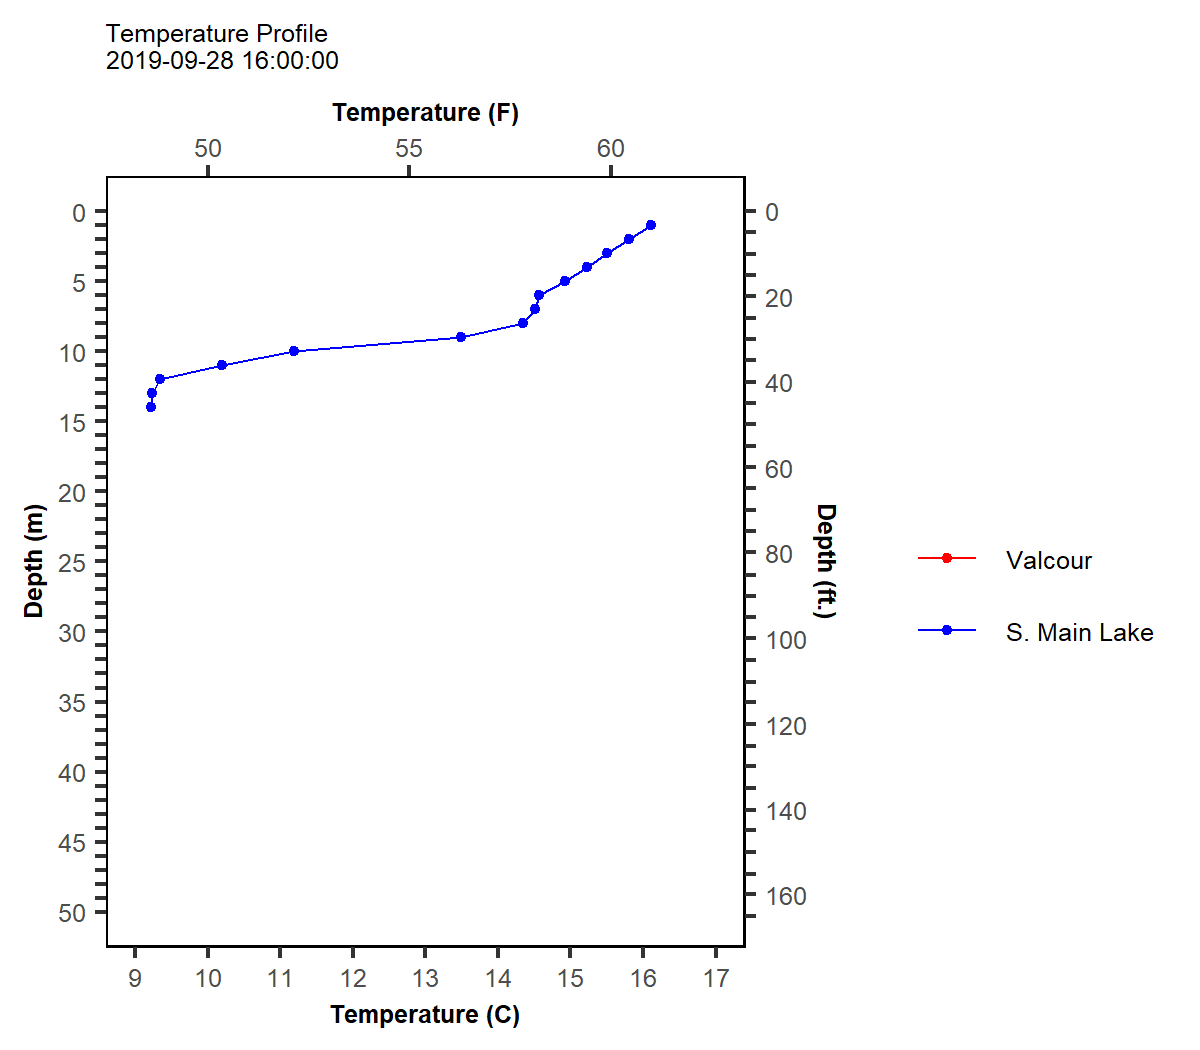 Temperature Profile
2019-09-28 16:00:00
Temperature (F)
50 55 60
0
5
10
15
20
25
30
35
40
45
50
Depth (m)
0
20
40
60
80
100
120
140
160
Depth (ft.)
Valcour
S. Main Lake
9 10 11 12 13 14 15 16 17
Temperature (C)